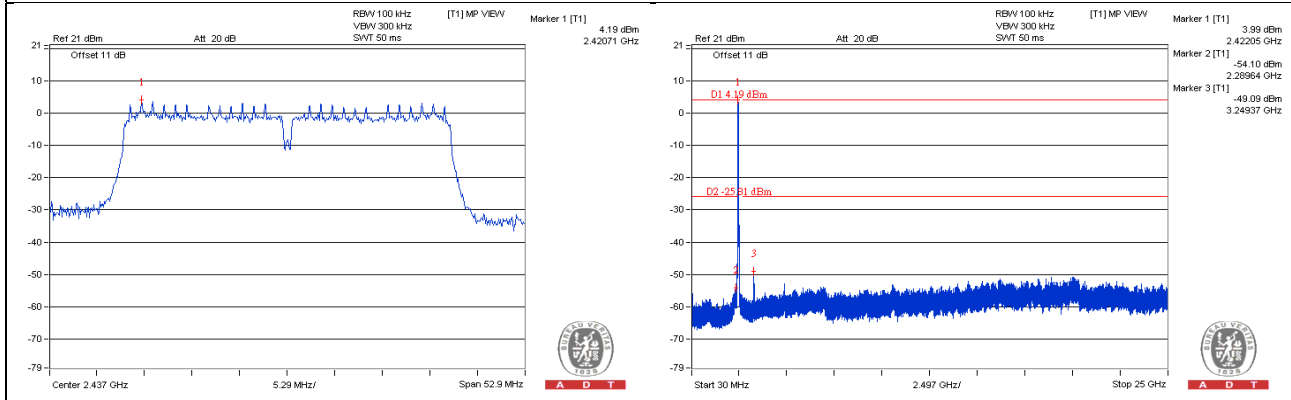 RBW 100 kHz [T1] MP VIEW
VBW 300 kHz
Ref 21 dBm Att 20 dB SWT 50 ms
Marker 1 [T1]
4.19 dBm
2.42071 GHz
21
Offset 11 dB
10
0
-10
-20
-30
-40
-50
-60
-70
-79
1
Center 2.437 GHz 5.29 MHz/ Span 52.9 MHz
BUREAU VERITAS
1828
A D T
RBW 100 kHz [T1] MP VIEW
VBW 300 kHz
Ref 21 dBm Att 20 dB SWT 50 ms
Marker 1 [T1]
3.99 dBm
2.42205 GHz
Marker 2 [T1]
-54.10 dBm
2.28964 GHz
Marker 3 [T1]
-49.09 dBm
3.24937 GHz
21
Offset 11 dB
10
0
-10
-20
-30
-40
-50
-60
-70
-79
1
D1 4.19 dBm
D2 -25.81 dBm
2
3
Start 30 MHz 2.497 GHz/ Stop 25 GHz
BUREAU VERITAS
1828
A D T